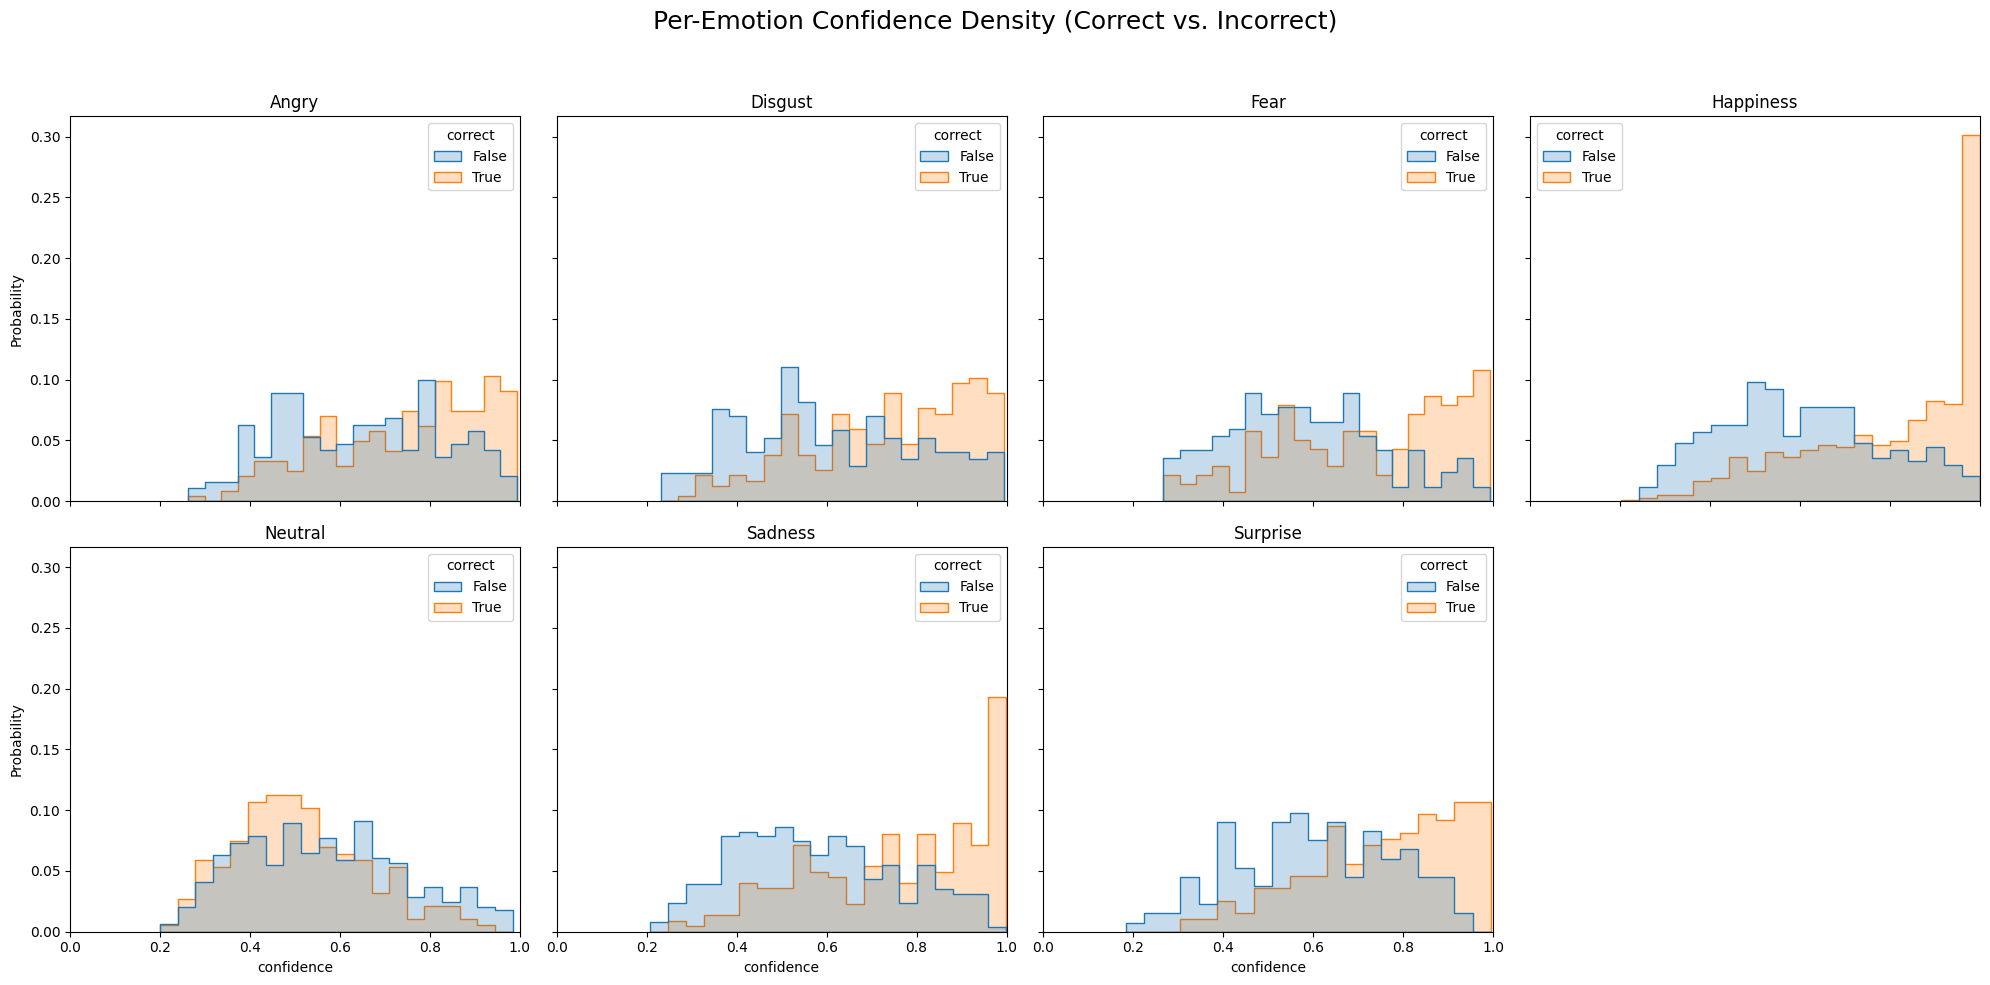 Per-Emotion Confidence Density (Correct vs. Incorrect)
Angry
Disgust
Fear
Happiness
correct
False
True
correct
False
True
correct
False
True
correct
False
True
0.30
0.25
0.20
0.15
0.10
0.05
0.00
Probability
Neutral
Sadness
Surprise
correct
False
True
correct
False
True
correct
False
True
0.30
0.25
0.20
0.15
0.10
0.05
0.00
Probability
0.0 0.2 0.4 0.6 0.8 1.0
0.0 0.2 0.4 0.6 0.8 1.0
0.0 0.2 0.4 0.6 0.8 1.0
confidence
confidence
confidence